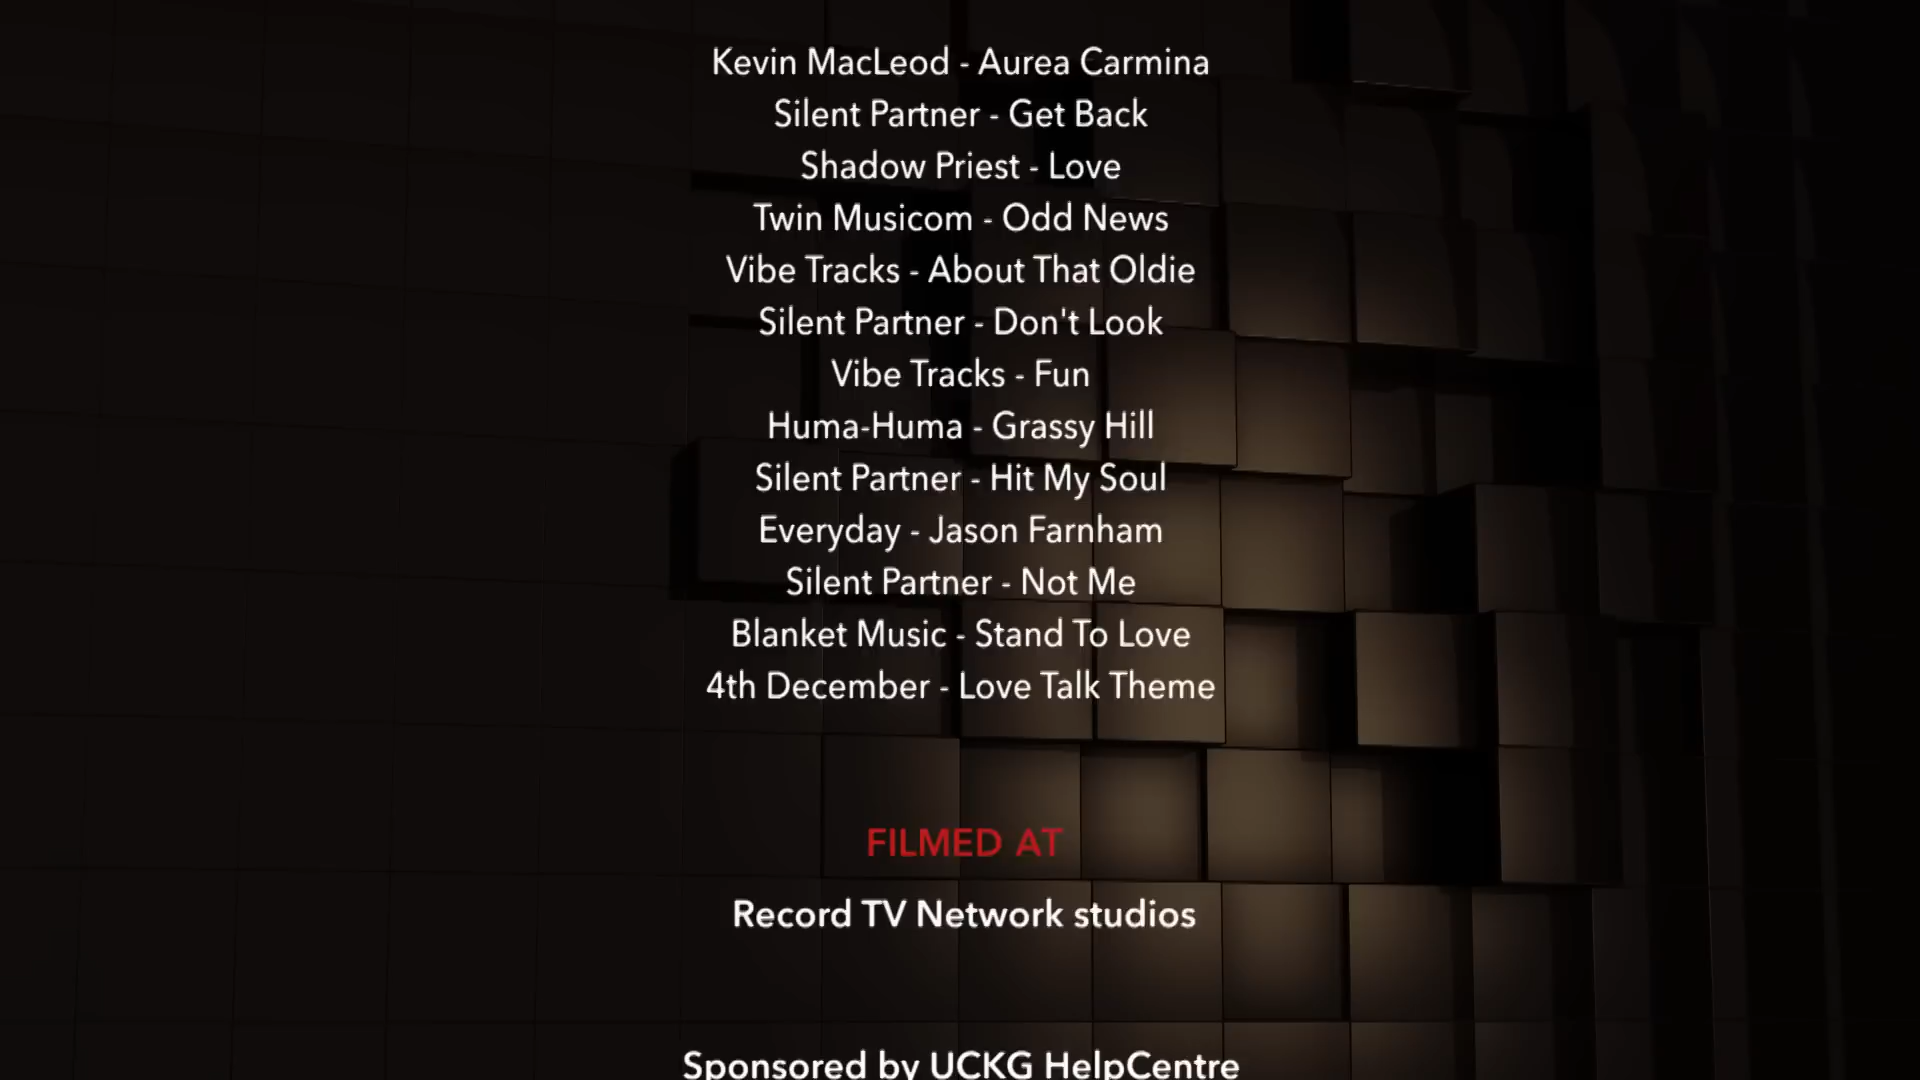 Kevin MacLeod - Aurea Carmina
Silent Partner - Get Back
Shadow Priest - Love
Twin Musicom - Odd News
Vibe Tracks - About That Oldie
Silent Partner - Don't Look
Vibe Tracks - Fun
Huma-Huma - Grassy Hill
Silent Partner - Hit My Soul
Everyday - Jason Farnham
Silent Partner - Not Me
Blanket Music - Stand To Love
4th December - Love Talk Theme
FILMED AT
Record TV Network studios
Sponsored by UCKG HelpCentre